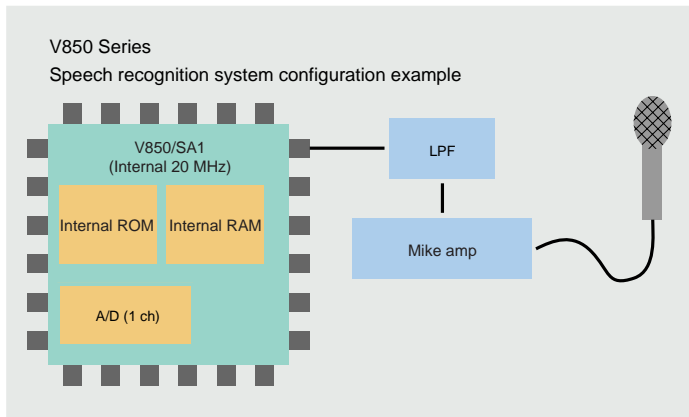 V850 Series
Speech recognition system configuration example
V850/SA1
(Internal 20 MHz)
Internal ROM
Internal RAM
A/D (1 ch)
LPF
Mike amp